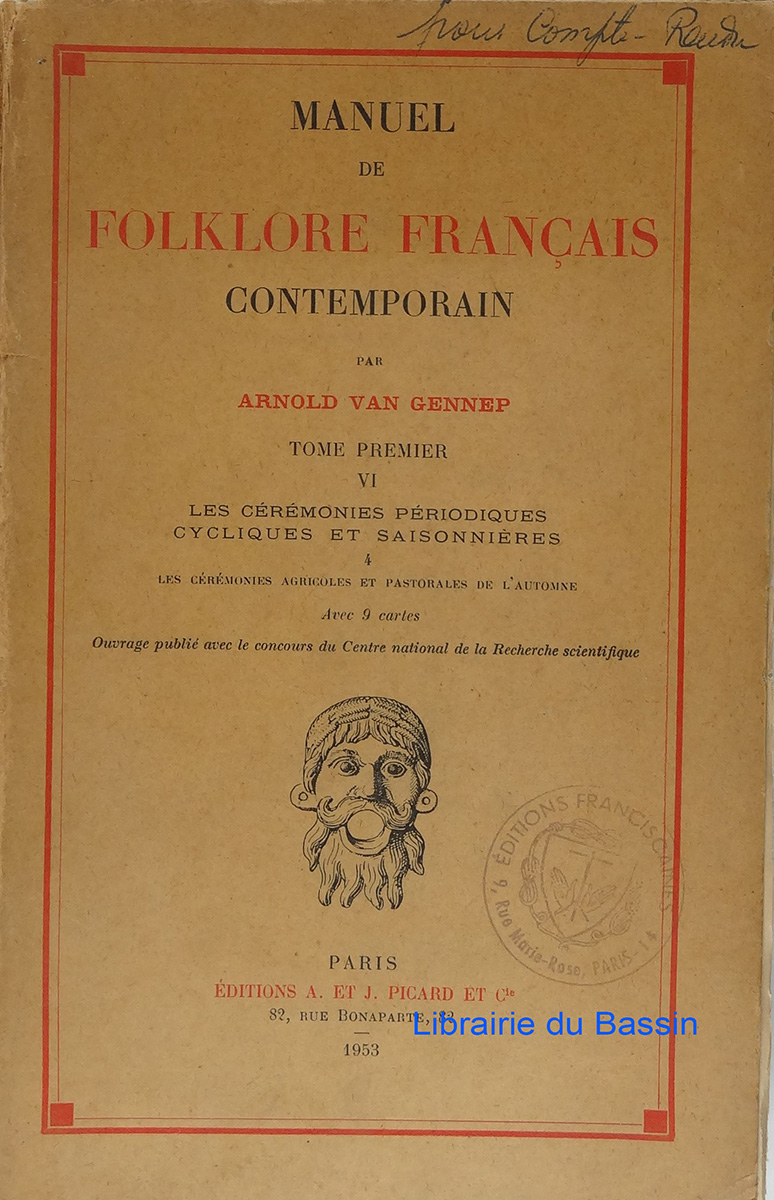 pour Compte-Rendu
MANUEL
DE
FOLKLORE FRANÇAIS
CONTEMPORAIN
PAR
ARNOLD VAN GENNEP
TOME PREMIER
VI
LES CÉRÉMONIES PÉRIODIQUES
CYCLIQUES ET SAISONNIÈRES
4
LES CÉRÉMONIES AGRICOLES ET PASTORALES DE L'AUTOMNE
Avec 9 cartes
Ouvrage publié avec le concours du Centre national de la Recherche scientifique
ÉDITIONS FRANCISCAINES
9, Rue Marie-Rose, PARIS-14
PARIS
ÉDITIONS A. ET J. PICARD ET Cie
82, RUE BONAPARTE, 82
Librairie du Bassin
1953